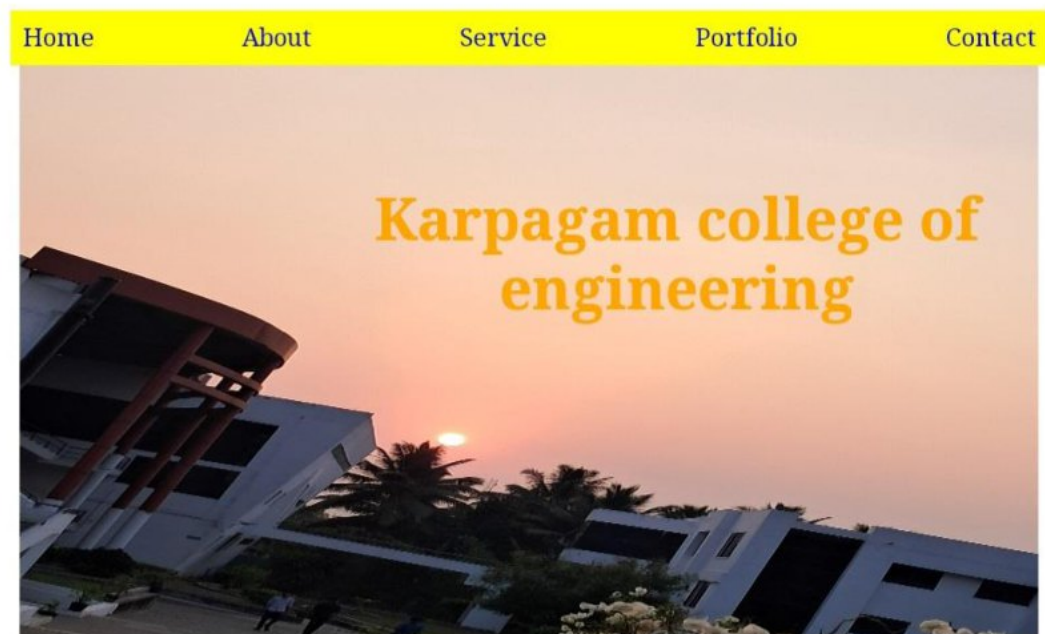 Home About Service Portfolio Contact
Karpagam college of
engineering